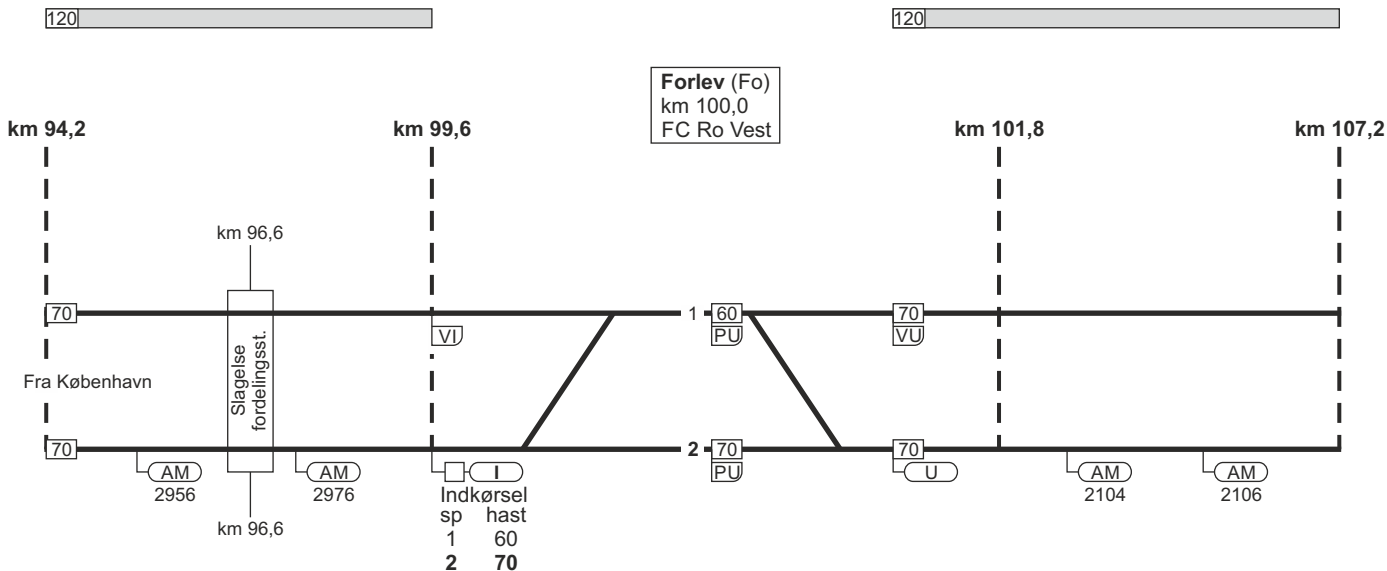 120
120
Forlev (Fo)
km 100,0
FC Ro Vest
km 94,2
km 99,6
km 101,8
km 107,2
km 96,6
70
1
60
70
VI
PU
VU
Fra København
Slagelse
fordelingsst.
70
2
70
70
AM
AM
I
PU
U
AM
AM
2956
2976
2104
2106
Indkørsel
sp hast
1 60
2 70
km 96,6